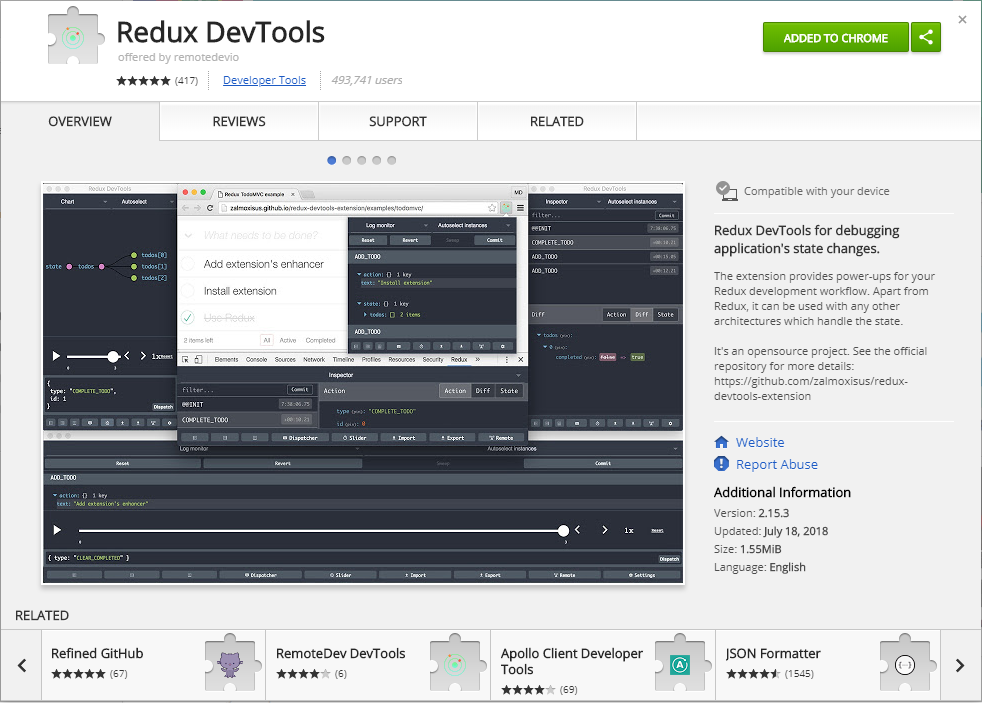 Redux DevTools
offered by remotedevio
(417)
Developer Tools
493,741 users
ADDED TO CHROME
OVERVIEW
REVIEWS
SUPPORT
RELATED
Redux DevTools
Chart
Autoselect
state
todos
todos[0]
todos[1]
todos[2]
1x
Reset
0
3
{
type: "COMPLETE_TODO",
id: 1
}
Dispatch
Redux TodoMVC example
MD
zalmoxisus.github.io/redux-devtools-extension/examples/todomvc/
What needs to be done?
Add extension's enhancer
Install extension
Use Redux
2 items left
All
Active
Completed
Log monitor
Autoselect instances
Reset
Revert
Sweep
Commit
ADD_TODO
action: {} 1 key
text: "Install extension"
state: {} 1 key
todos: [] 2 items
ADD_TODO
Elements
Console
Sources
Network
Timeline
Profiles
Resources
Security
Redux
»
Inspector
filter...
Commit
@@INIT
7:38:06.75
COMPLETE_TODO
+00:10.21
Action
Action
Diff
State
type (pin): "COMPLETE_TODO"
id (pin): 0
Dispatcher
Slider
Import
Export
Remote
Redux DevTools
Inspector
Autoselect instances
filter...
Commit
@@INIT
7:38:06.75
COMPLETE_TODO
+00:10.21
ADD_TODO
+00:15.05
ADD_TODO
+00:12.21
Diff
Action
Diff
State
todos (pin):
0 (pin):
completed (pin): false => true
Log monitor
Autoselect instances
Reset
Revert
Sweep
Commit
ADD_TODO
action: {} 1 key
text: "Add extension's enhancer"
0
3
1x
Reset
{ type: "CLEAR_COMPLETED" }
Dispatch
Dispatcher
Slider
Import
Export
Remote
Settings
Compatible with your device
Redux DevTools for debugging
application's state changes.
The extension provides power-ups for your
Redux development workflow. Apart from
Redux, it can be used with any other
architectures which handle the state.
It's an opensource project. See the official
repository for more details:
https://github.com/zalmoxisus/redux-
devtools-extension
Website
Report Abuse
Additional Information
Version: 2.15.3
Updated: July 18, 2018
Size: 1.55MiB
Language: English
RELATED
Refined GitHub
(67)
RemoteDev DevTools
(6)
Apollo Client Developer
Tools
(69)
JSON Formatter
(1545)
{--}